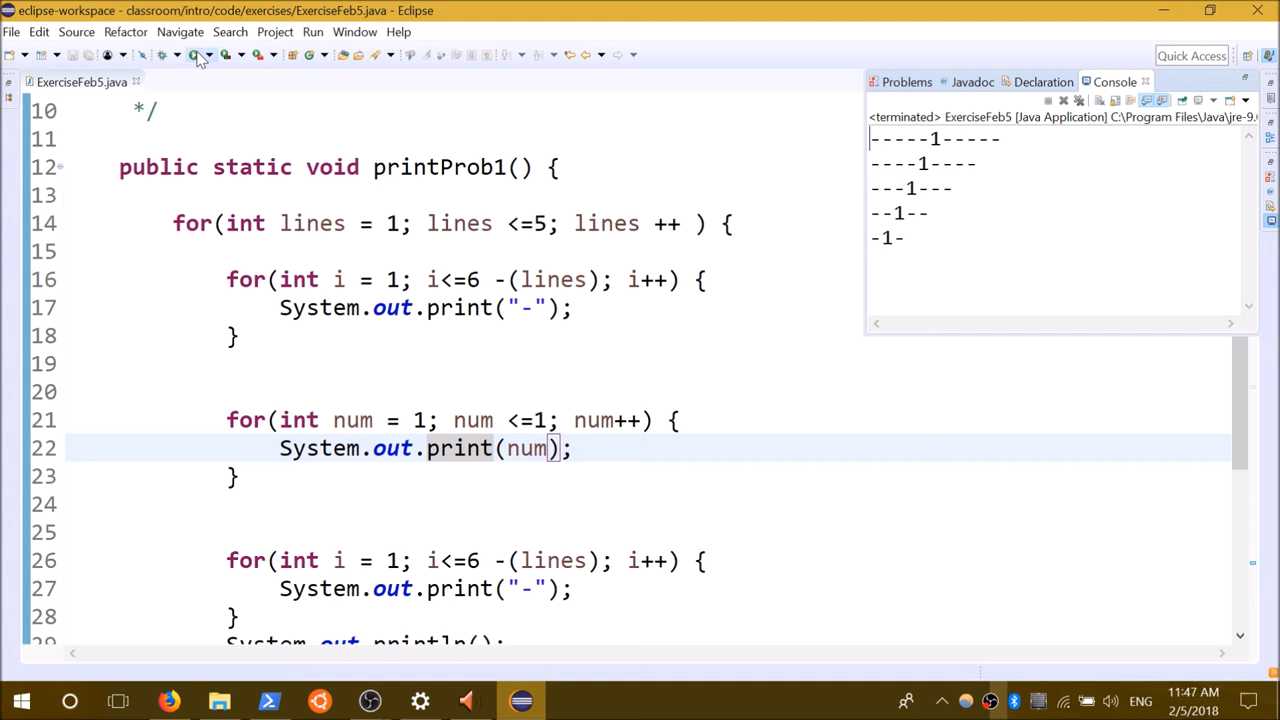 eclipse-workspace - classroom/intro/code/exercises/ExerciseFeb5.java - Eclipse
File Edit Source Refactor Navigate Search Project Run Window Help
Quick Access
ExerciseFeb5.java
Problems Javadoc Declaration Console
<terminated> ExerciseFeb5 [Java Application] C:\Program Files\Java\jre-9.
-----1-----
----1----
---1---
--1--
-1-
10 */
11
12 public static void printProb1() {
13
14 for(int lines = 1; lines <=5; lines ++ ) {
15
16 for(int i = 1; i<=6 -(lines); i++) {
17 System.out.print("-");
18 }
19
20
21 for(int num = 1; num <=1; num++) {
22 System.out.print(num);
23 }
24
25
26 for(int i = 1; i<=6 -(lines); i++) {
27 System.out.print("-");
28 }
29 System.out.println();
ENG
11:47 AM
2/5/2018